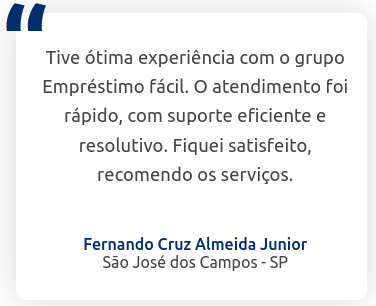 “
Tive ótima experiência com o grupo
Empréstimo fácil. O atendimento foi
rápido, com suporte eficiente e
resolutivo. Fiquei satisfeito,
recomendo os serviços.
Fernando Cruz Almeida Junior
São José dos Campos - SP